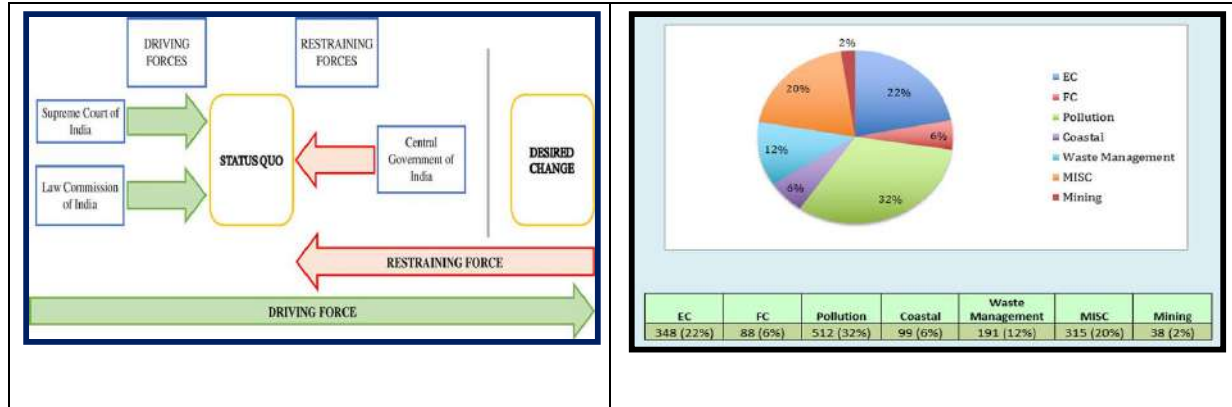 DRIVING
FORCES
RESTRAINING
FORCES
Supreme Court of
India
Law Commission
of India
STATUS QUO
Central
Government of
India
DESIRED
CHANGE
RESTRAINING FORCE
DRIVING FORCE
2%
22%
6%
32%
6%
12%
20%
EC
FC
Pollution
Coastal
Waste Management
MISC
Mining
EC FC Pollution Coastal Waste Management MISC Mining
348 (22%) 88 (6%) 512 (32%) 99 (6%) 191 (12%) 315 (20%) 38 (2%)